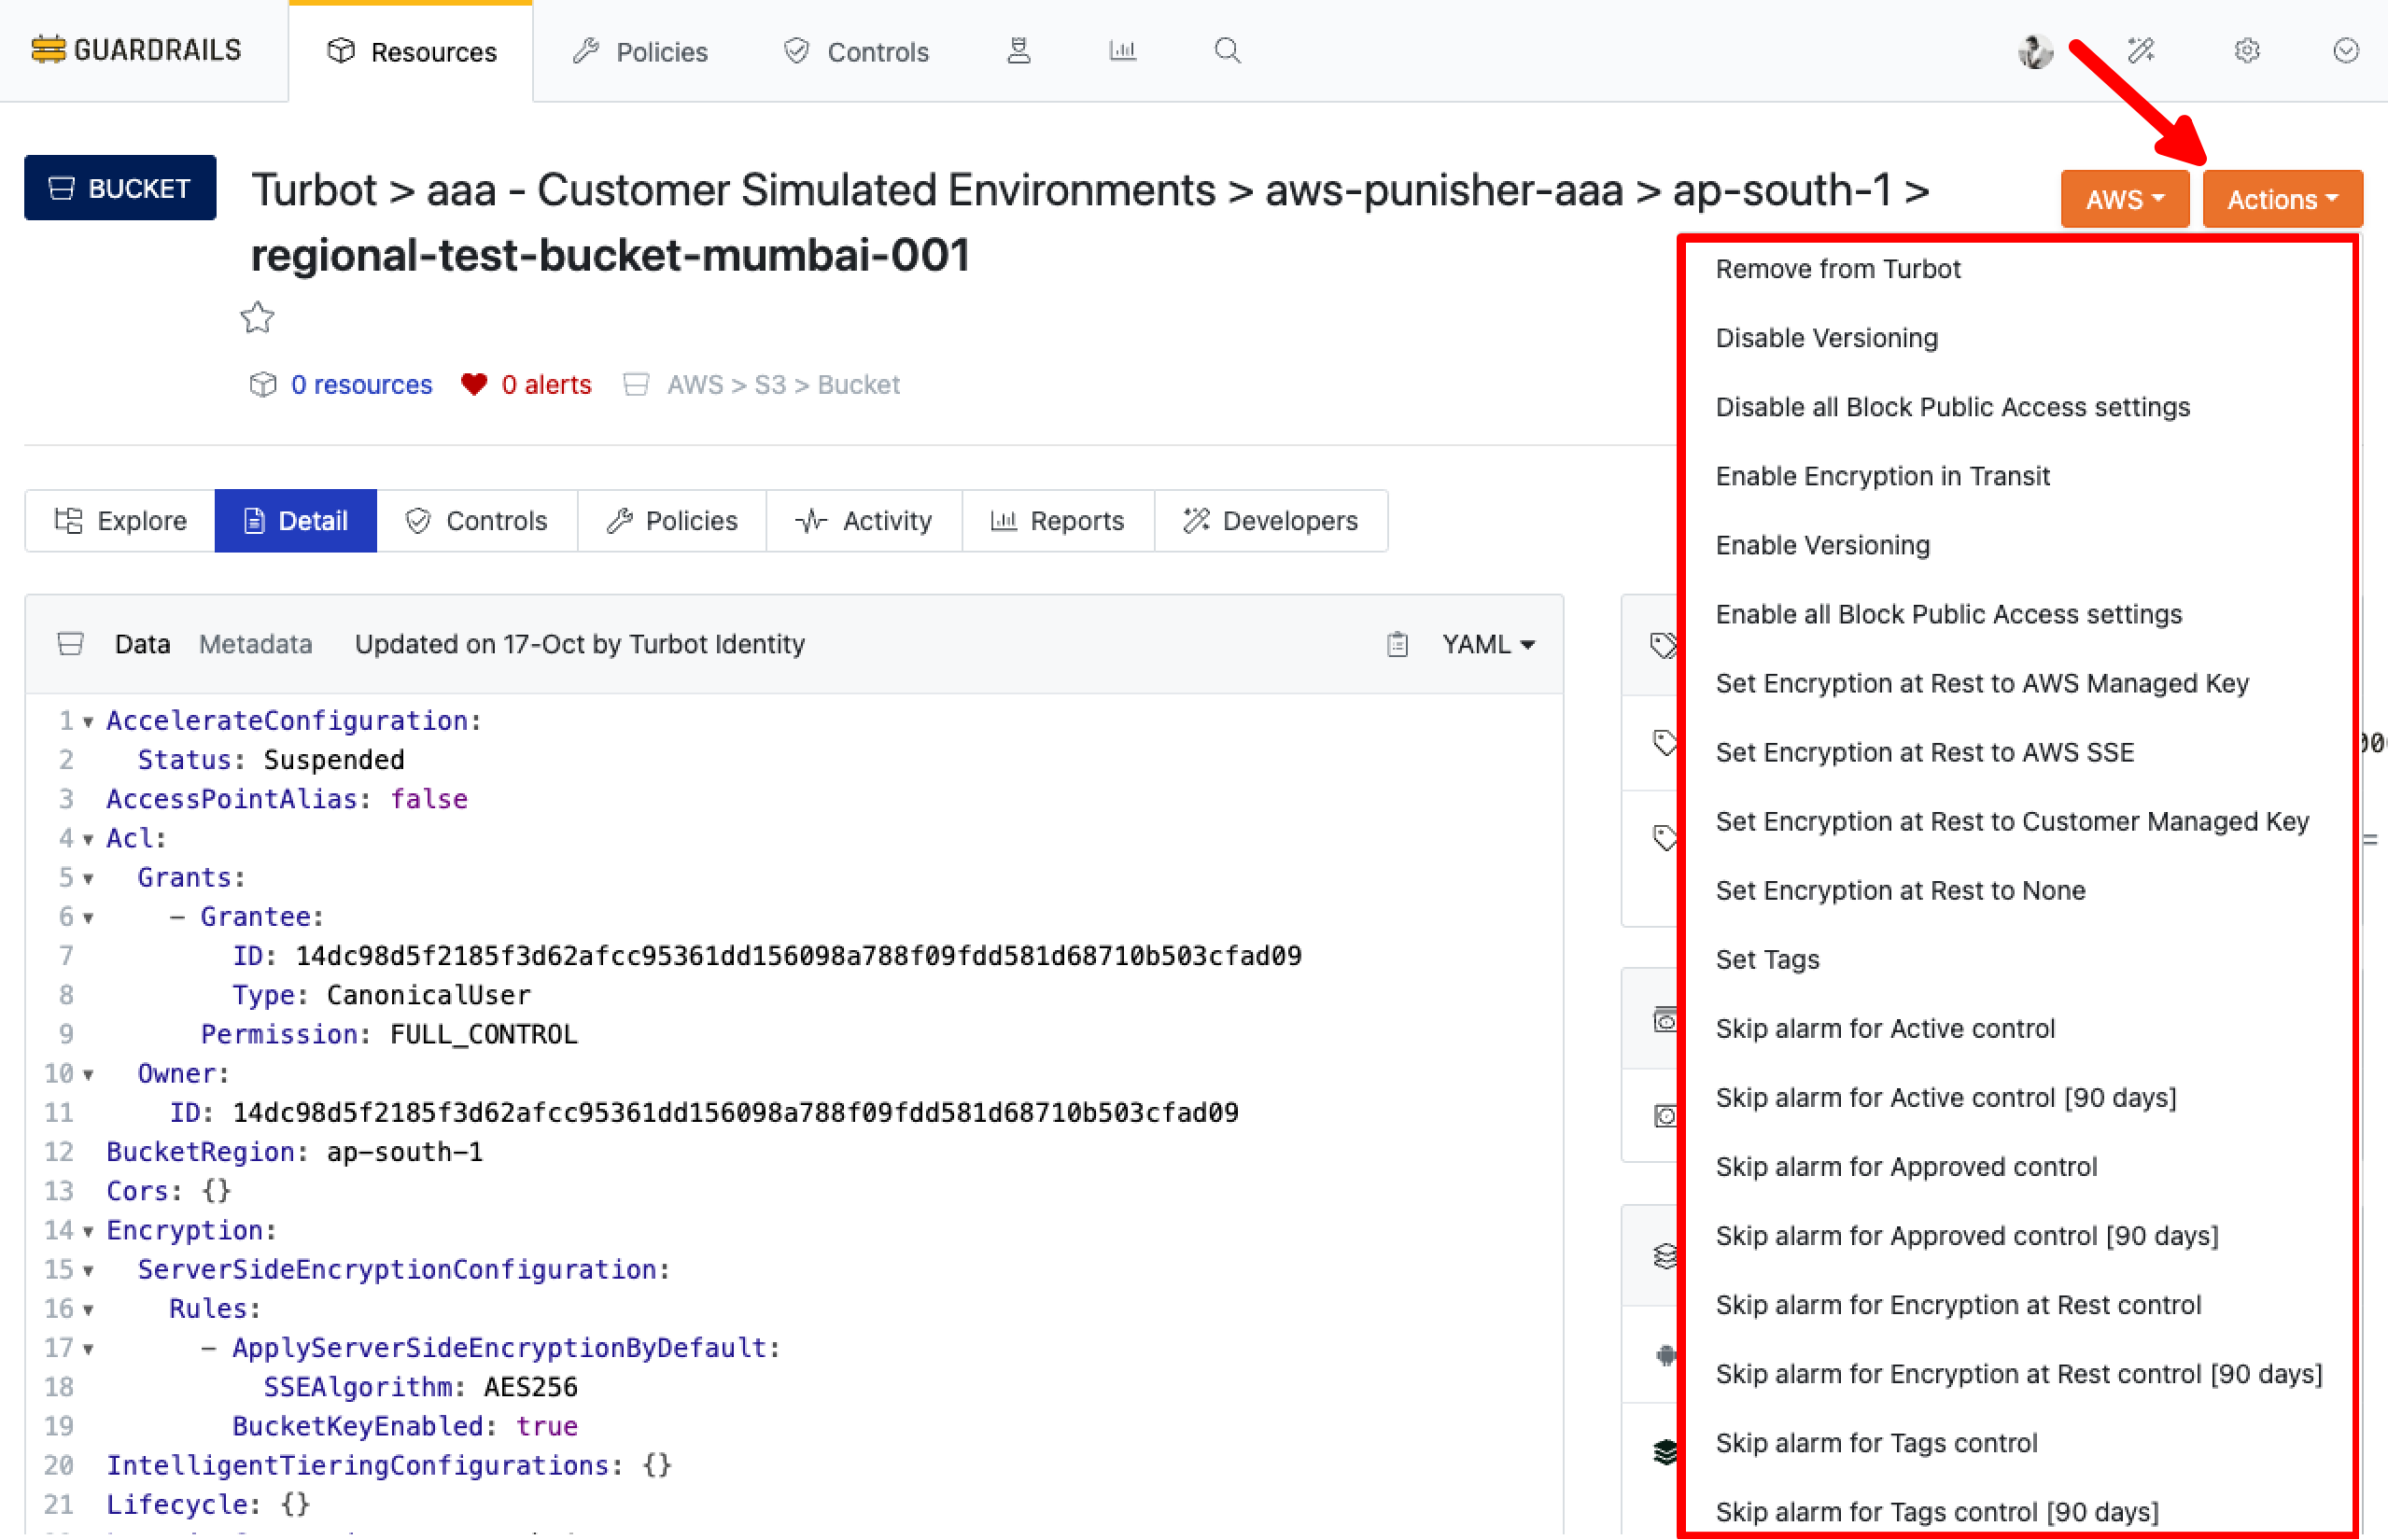 GUARDRAILS
Resources
Policies
Controls
BUCKET
Turbot > aaa - Customer Simulated Environments > aws-punisher-aaa > ap-south-1 >
regional-test-bucket-mumbai-001
AWS
Actions
0 resources
0 alerts
AWS > S3 > Bucket
Explore
Detail
Controls
Policies
Activity
Reports
Developers
Data
Metadata
Updated on 17-Oct by Turbot Identity
YAML
1 AccelerateConfiguration:
2 Status: Suspended
3 AccessPointAlias: false
4 Acl:
5 Grants:
6 – Grantee:
7 ID: 14dc98d5f2185f3d62afcc95361dd156098a788f09fdd581d68710b503cfad09
8 Type: CanonicalUser
9 Permission: FULL_CONTROL
10 Owner:
11 ID: 14dc98d5f2185f3d62afcc95361dd156098a788f09fdd581d68710b503cfad09
12 BucketRegion: ap-south-1
13 Cors: {}
14 Encryption:
15 ServerSideEncryptionConfiguration:
16 Rules:
17 – ApplyServerSideEncryptionByDefault:
18 SSEAlgorithm: AES256
19 BucketKeyEnabled: true
20 IntelligentTieringConfigurations: {}
21 Lifecycle: {}
Remove from Turbot
Disable Versioning
Disable all Block Public Access settings
Enable Encryption in Transit
Enable Versioning
Enable all Block Public Access settings
Set Encryption at Rest to AWS Managed Key
Set Encryption at Rest to AWS SSE
Set Encryption at Rest to Customer Managed Key
Set Encryption at Rest to None
Set Tags
Skip alarm for Active control
Skip alarm for Active control [90 days]
Skip alarm for Approved control
Skip alarm for Approved control [90 days]
Skip alarm for Encryption at Rest control
Skip alarm for Encryption at Rest control [90 days]
Skip alarm for Tags control
Skip alarm for Tags control [90 days]